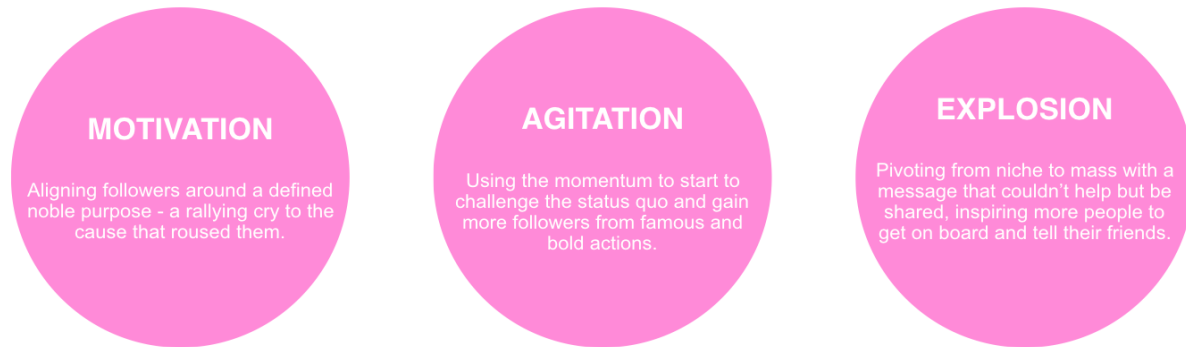 MOTIVATION
Aligning followers around a defined
noble purpose - a rallying cry to the
cause that roused them.
AGITATION
Using the momentum to start to
challenge the status quo and gain
more followers from famous and
bold actions.
EXPLOSION
Pivoting from niche to mass with a
message that couldn’t help but be
shared, inspiring more people to
get on board and tell their friends.